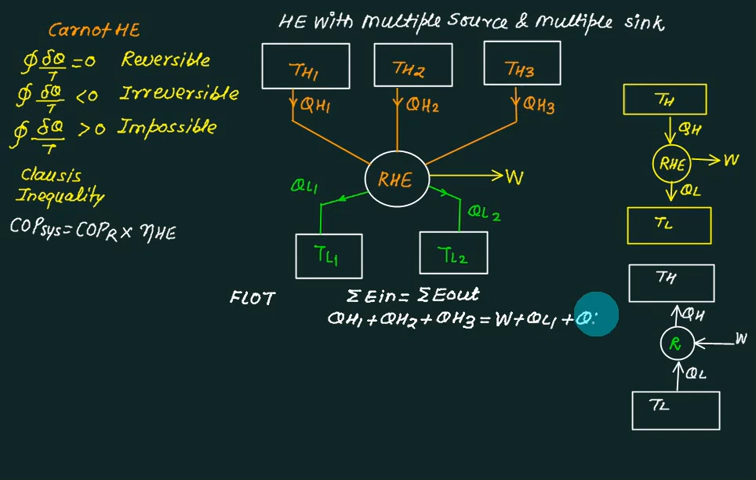 Carnot HE
∮ δQ/T = 0 Reversible
∮ δQ/T < 0 Irreversible
∮ δQ/T > 0 Impossible
Clausis
Inequality
COPsys = COPR × ηHE
HE With multiple Source & multiple sink
TH1 TH2 TH3
QH1 QH2 QH3
RHE W
QL1 QL2
TL1 TL2
FLOT ΣEin = ΣEout
QH1 + QH2 + QH3 = W + QL1 + Q
TH
QH
RHE W
QL
TL
TH
QH
R W
QL
TL